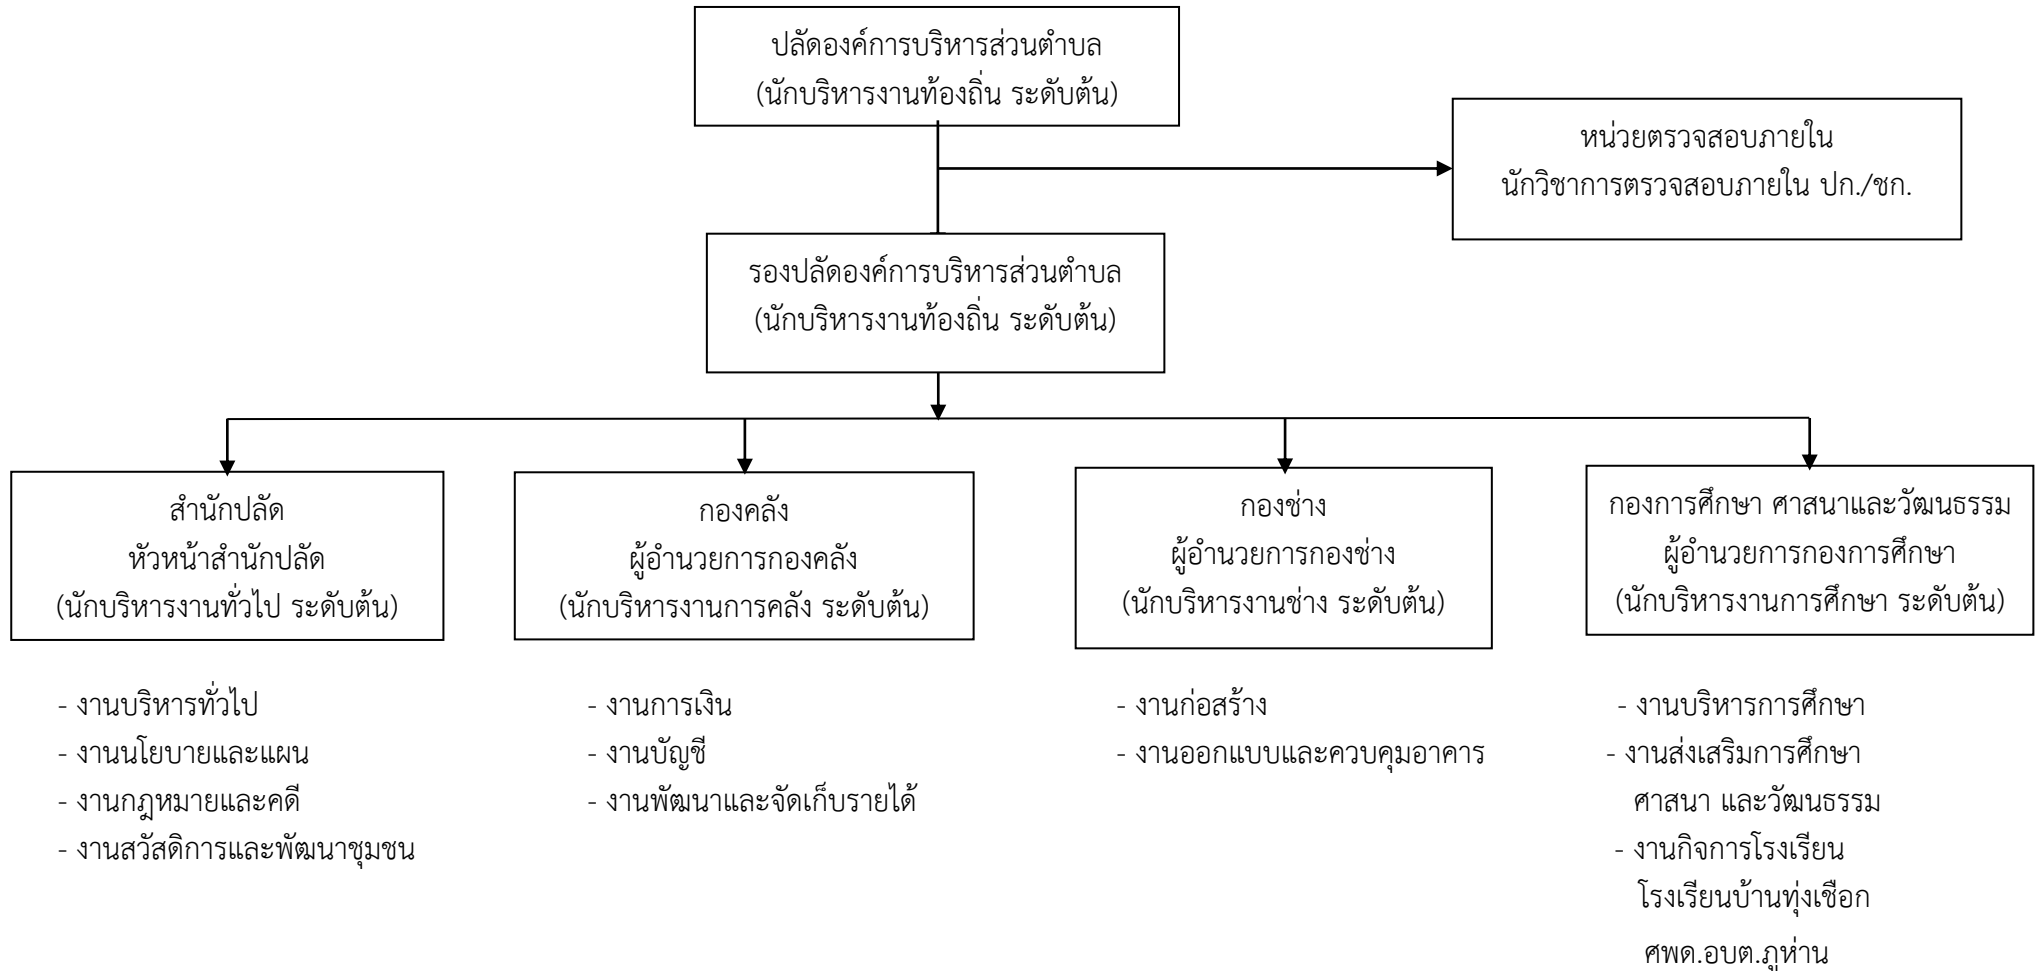 ปลัดองค์การบริหารส่วนตำบล
(นักบริหารงานท้องถิ่น ระดับต้น)
หน่วยตรวจสอบภายใน
นักวิชาการตรวจสอบภายใน ปก./ชก.
รองปลัดองค์การบริหารส่วนตำบล
(นักบริหารงานท้องถิ่น ระดับต้น)
สำนักปลัด
หัวหน้าสำนักปลัด
(นักบริหารงานทั่วไป ระดับต้น)
- งานบริหารทั่วไป
- งานนโยบายและแผน
- งานกฎหมายและคดี
- งานสวัสดิการและพัฒนาชุมชน
กองคลัง
ผู้อำนวยการกองคลัง
(นักบริหารงานการคลัง ระดับต้น)
- งานการเงิน
- งานบัญชี
- งานพัฒนาและจัดเก็บรายได้
กองช่าง
ผู้อำนวยการกองช่าง
(นักบริหารงานช่าง ระดับต้น)
- งานก่อสร้าง
- งานออกแบบและควบคุมอาคาร
กองการศึกษา ศาสนาและวัฒนธรรม
ผู้อำนวยการกองการศึกษา
(นักบริหารงานการศึกษา ระดับต้น)
- งานบริหารการศึกษา
- งานส่งเสริมการศึกษา
ศาสนา และวัฒนธรรม
- งานกิจการโรงเรียน
โรงเรียนบ้านทุ่งเชือก
ศพด.อบต.ภูห่าน